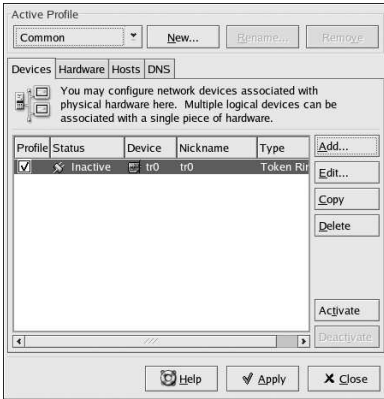 Active Profile
Common New... Rename... Remove
Devices Hardware Hosts DNS
You may configure network devices associated with
physical hardware here. Multiple logical devices can be
associated with a single piece of hardware.
Profile Status Device Nickname Type
Inactive tr0 tr0 Token Rin
Add...
Edit...
Copy
Delete
Activate
Deactivate
Help Apply Close